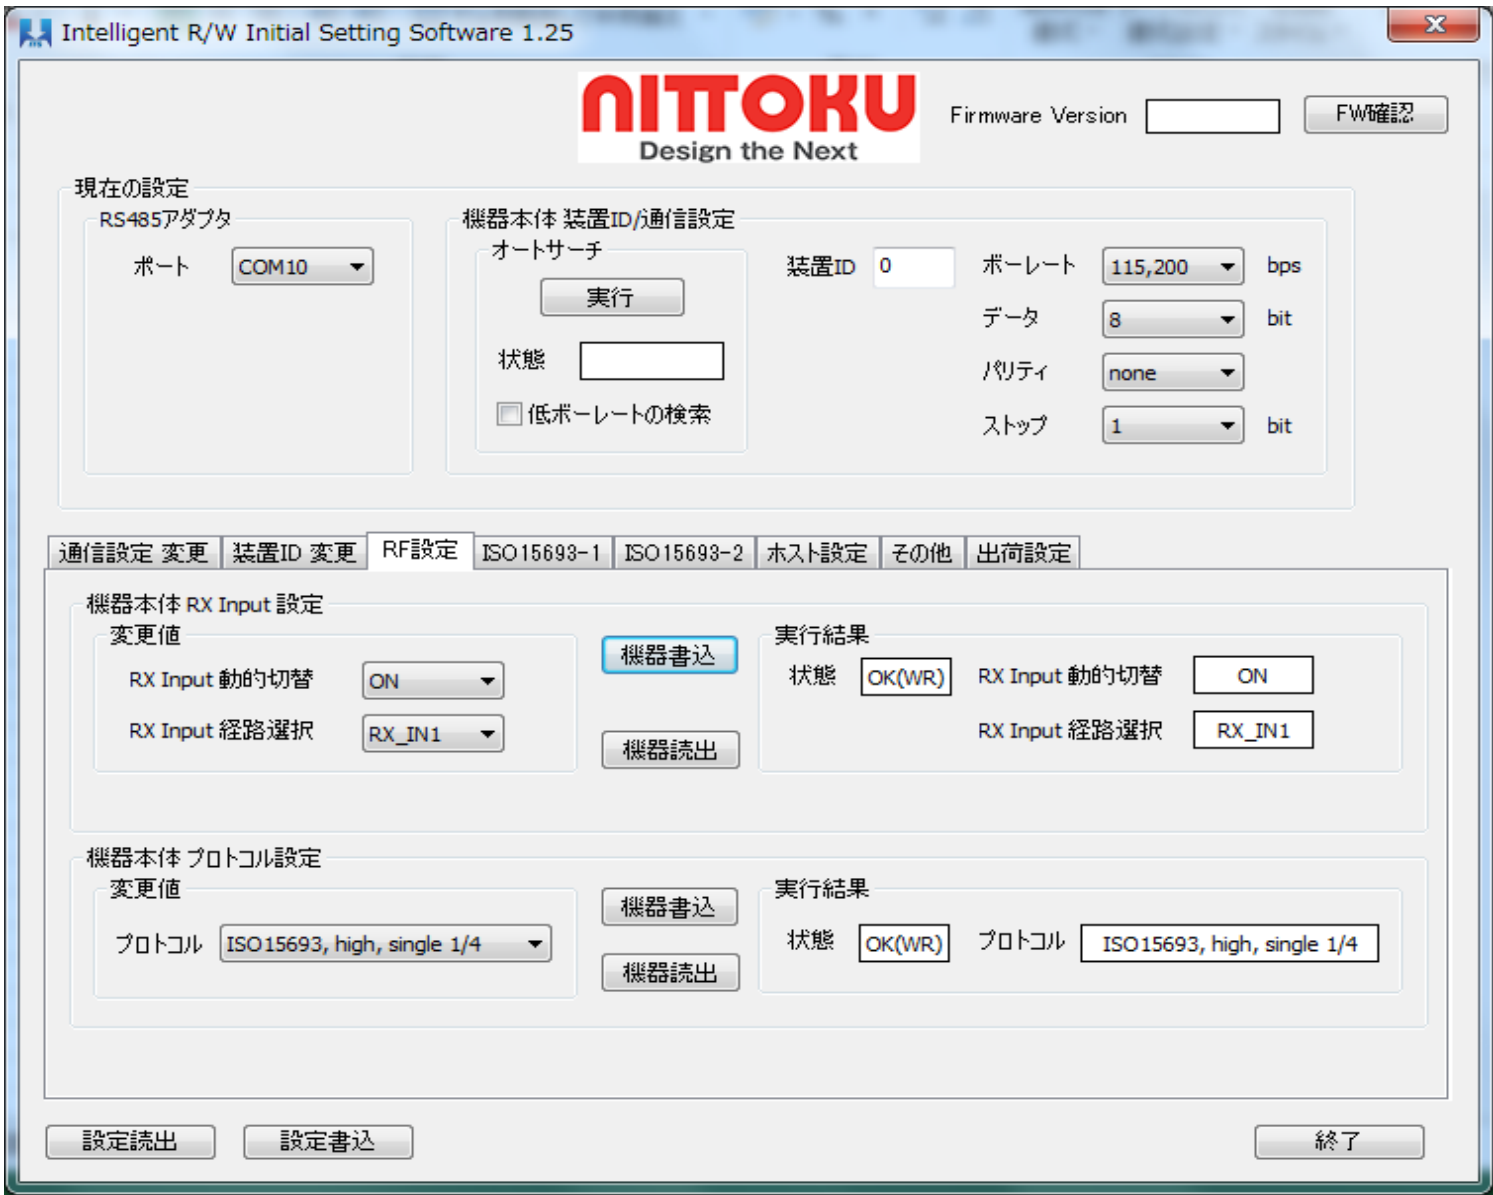 Intelligent R/W Initial Setting Software 1.25
NITTOKU
Design the Next
Firmware Version
FW確認
現在の設定
RS485アダプタ
ポート COM10
機器本体 装置ID/通信設定
オートサーチ
実行
状態
低ボーレートの検索
装置ID 0
ボーレート 115,200 bps
データ 8 bit
パリティ none
ストップ 1 bit
通信設定 変更 装置ID 変更 RF設定 ISO15693-1 ISO15693-2 ホスト設定 その他 出荷設定
機器本体 RX Input 設定
変更値
RX Input 動的切替 ON
RX Input 経路選択 RX_IN1
機器書込
機器読出
実行結果
状態 OK(WR) RX Input 動的切替 ON
RX Input 経路選択 RX_IN1
機器本体 プロトコル設定
変更値
プロトコル ISO15693, high, single 1/4
機器書込
機器読出
実行結果
状態 OK(WR) プロトコル ISO15693, high, single 1/4
設定読出 設定書込 終了